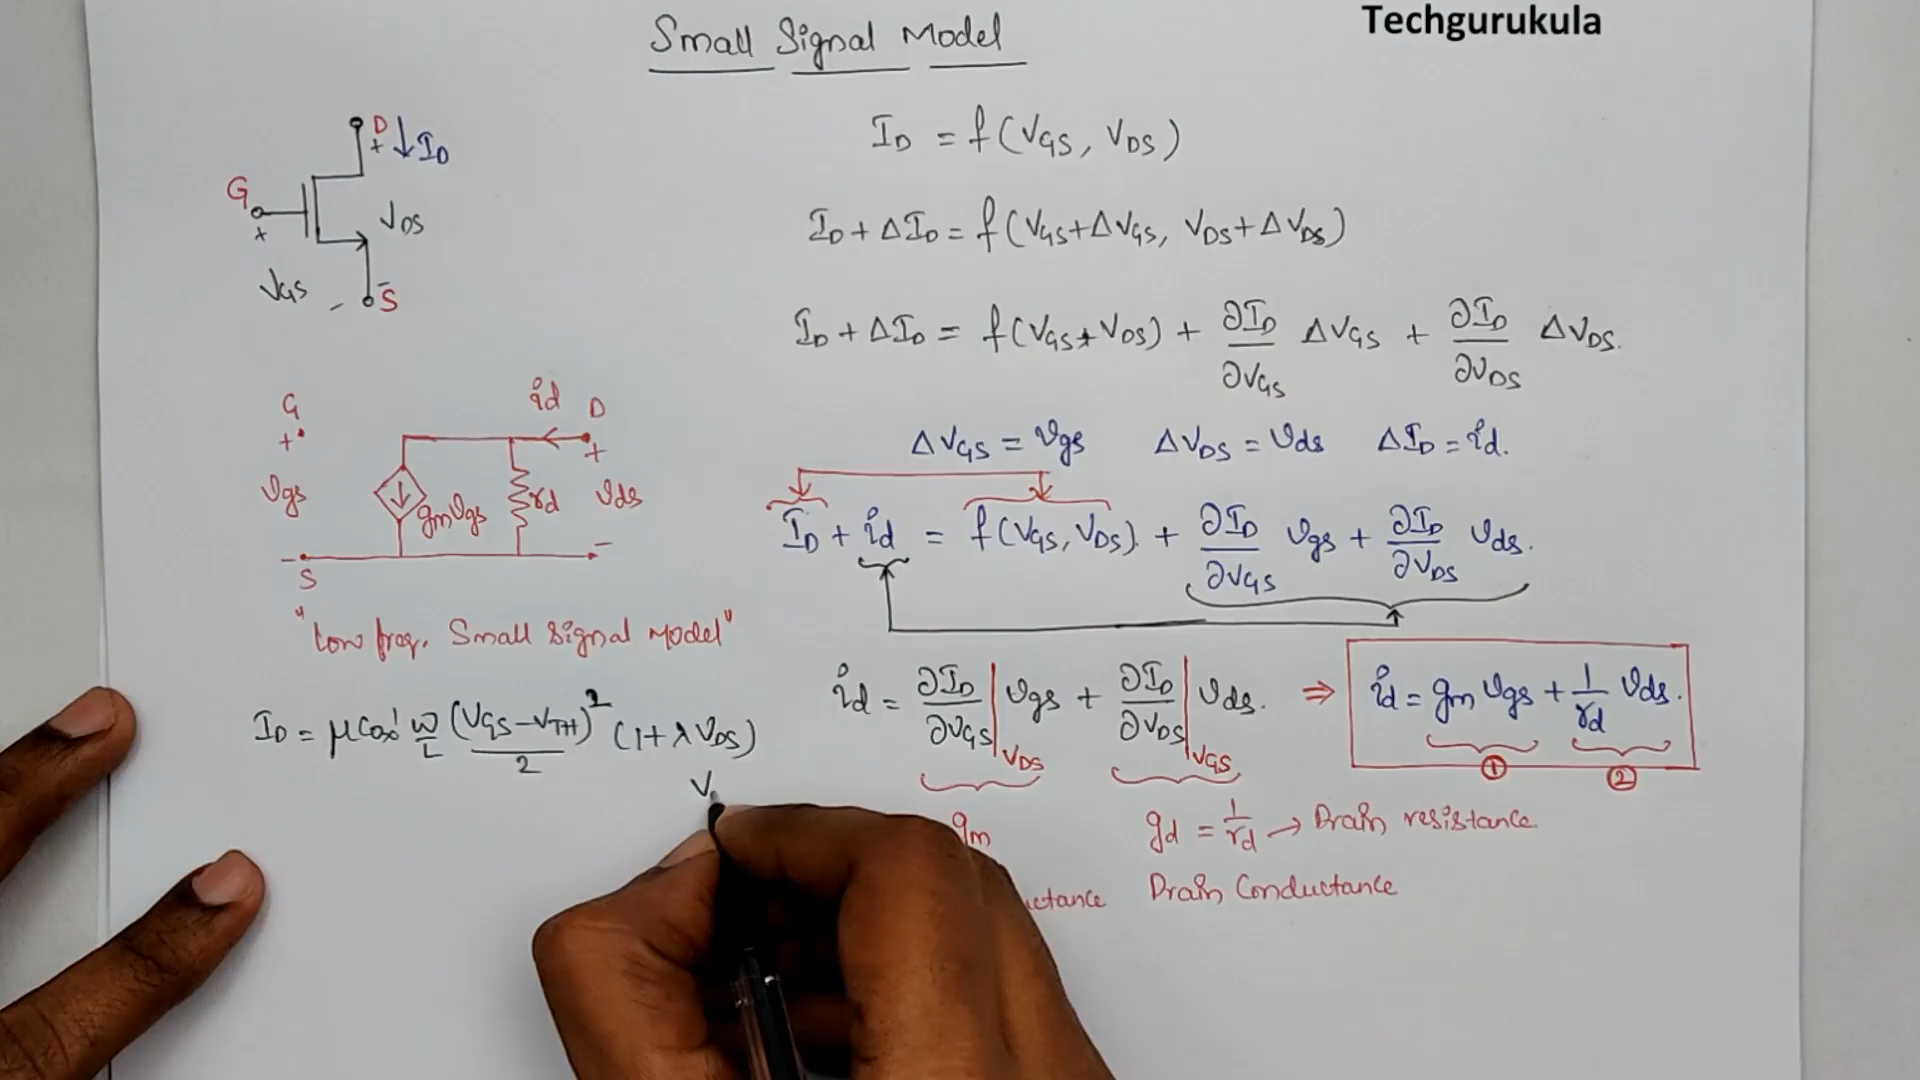 Techgurukula
Small Signal Model
D
+ ↓ I_D
G
+
V_DS
V_GS
- S
I_D = f(V_GS, V_DS)
I_D + ΔI_D = f(V_GS + ΔV_GS, V_DS + ΔV_DS)
I_D + ΔI_D = f(V_GS, V_DS) + ∂I_D/∂V_GS ΔV_GS + ∂I_D/∂V_DS ΔV_DS.
ΔV_GS = v_gs ΔV_DS = v_ds ΔI_D = i_d.
I_D + i_d = f(V_GS, V_DS) + ∂I_D/∂V_GS v_gs + ∂I_D/∂V_DS v_ds.
G i_d D
+ +
v_gs g_m v_gs r_d v_ds
- -
S
"Low freq. Small Signal Model"
i_d = ∂I_D/∂V_GS |V_DS v_gs + ∂I_D/∂V_DS |V_GS v_ds. ⇒ i_d = g_m v_gs + 1/r_d v_ds.
① ②
g_m g_d = 1/r_d → Drain resistance
Drain Conductance
I_D = μCox' W/L (V_GS - V_TH)²/2 (1 + λV_DS)
V